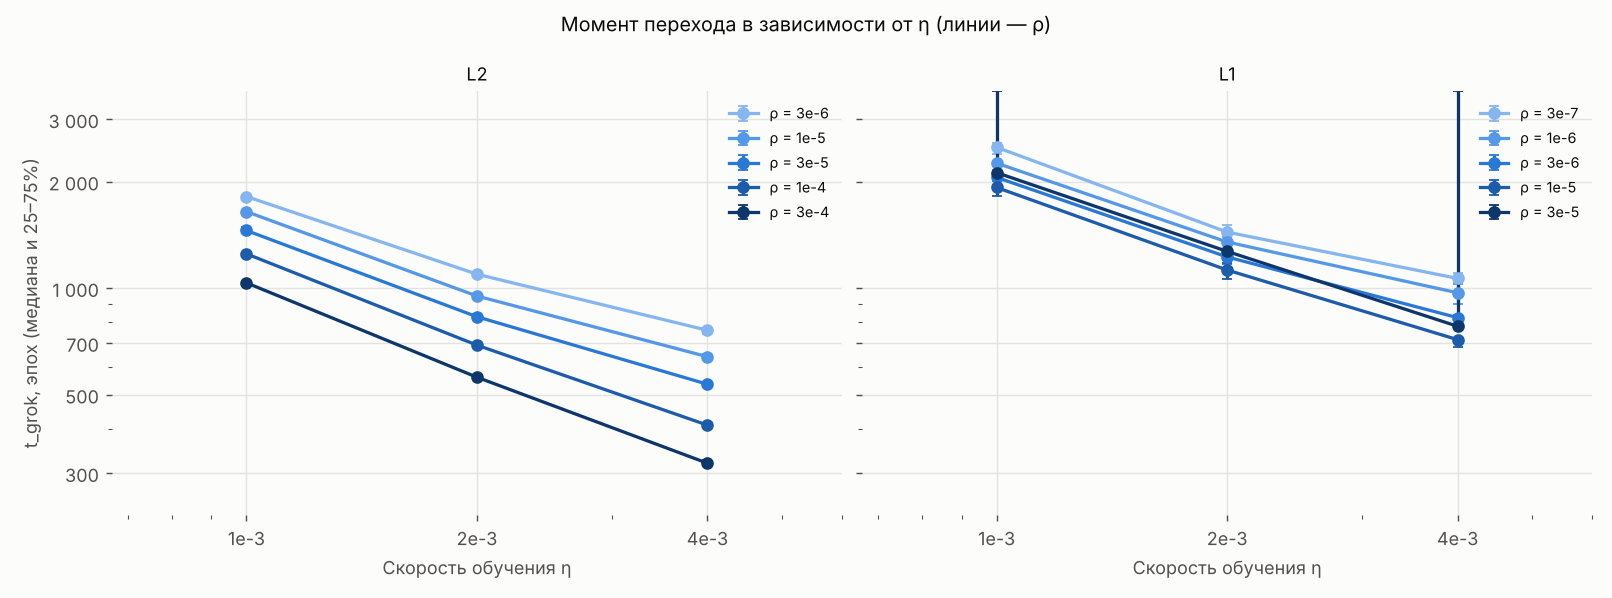 Момент перехода в зависимости от η (линии — ρ)
L2
L1
t_grok, эпох (медиана и 25–75%)
3 000
2 000
1 000
700
500
300
ρ = 3e-6
ρ = 1e-5
ρ = 3e-5
ρ = 1e-4
ρ = 3e-4
ρ = 3e-7
ρ = 1e-6
ρ = 3e-6
ρ = 1e-5
ρ = 3e-5
1e-3
2e-3
4e-3
1e-3
2e-3
4e-3
Скорость обучения η
Скорость обучения η